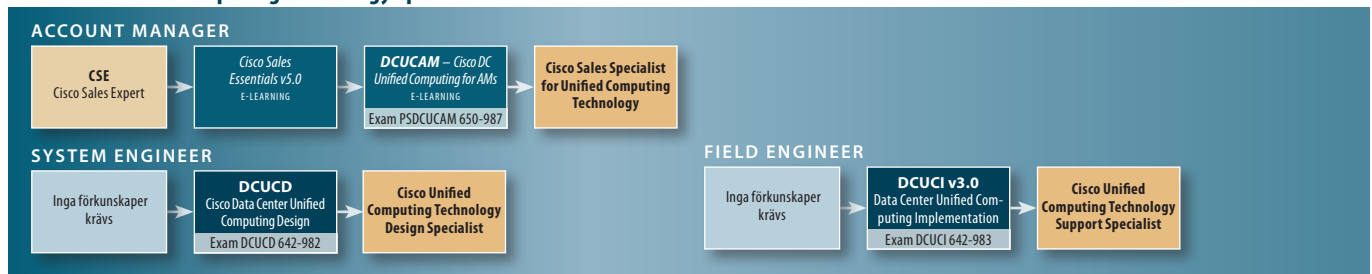 ACCOUNT MANAGER
CSE
Cisco Sales Expert
Cisco Sales
Essentials v5.0
E-LEARNING
DCUCAM – Cisco DC
Unified Computing for AMs
E-LEARNING
Exam PSDCUCAM 650-987
Cisco Sales Specialist
for Unified Computing
Technology
SYSTEM ENGINEER
Inga förkunskaper
krävs
DCUCD
Cisco Data Center Unified
Computing Design
Exam DCUCD 642-982
Cisco Unified
Computing Technology
Design Specialist
FIELD ENGINEER
Inga förkunskaper
krävs
DCUCI v3.0
Data Center Unified Com-
puting Implementation
Exam DCUCI 642-983
Cisco Unified
Computing Technology
Support Specialist